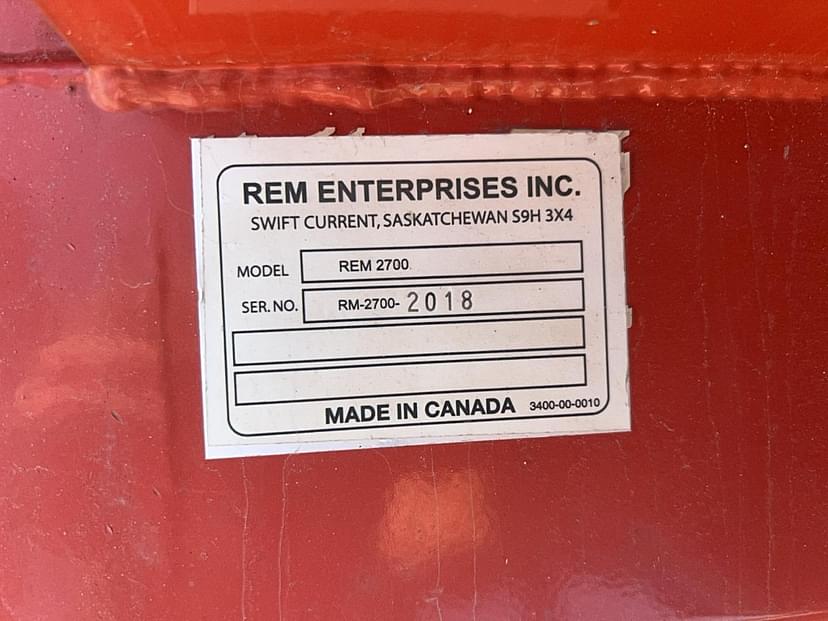 REM ENTERPRISES INC.
SWIFT CURRENT, SASKATCHEWAN S9H 3X4
MODEL REM 2700
SER. NO. RM-2700- 2018
MADE IN CANADA 3400-00-0010